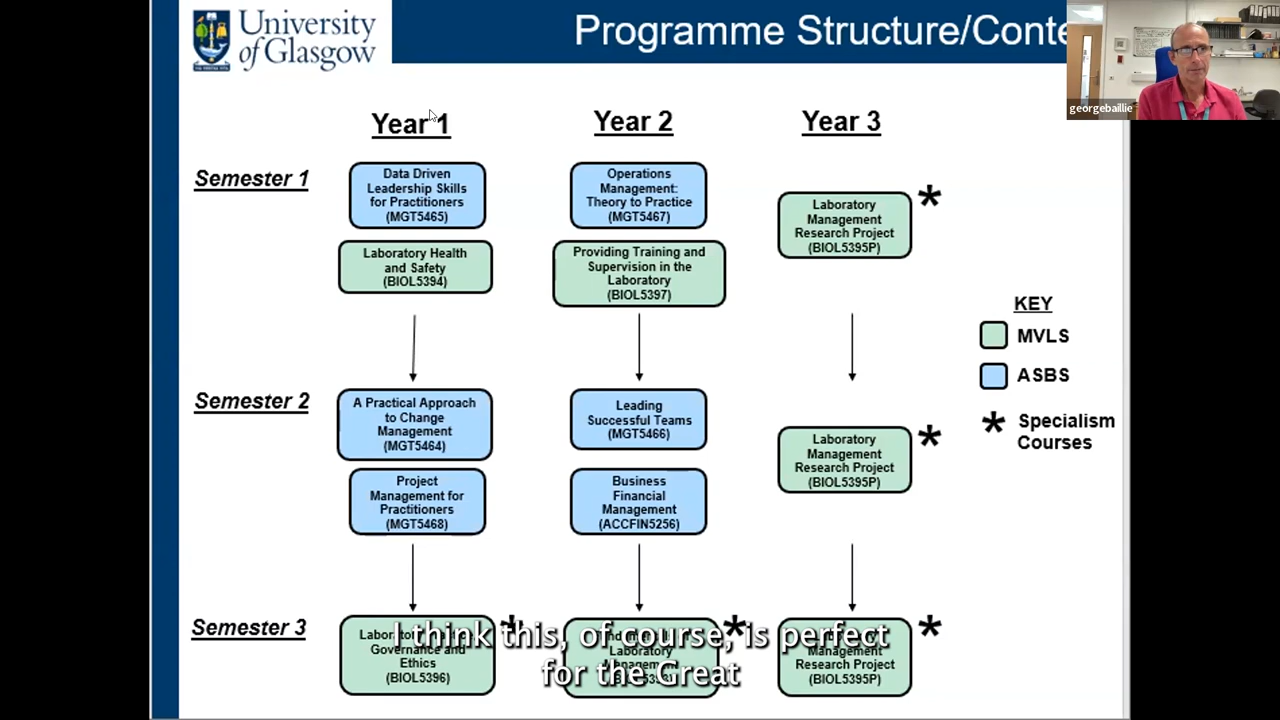 University
of Glasgow
Programme Structure/Conte
georgebaillie
Year 1
Year 2
Year 3
Semester 1
Data Driven
Leadership Skills
for Practitioners
(MGT5465)
Operations
Management:
Theory to Practice
(MGT5467)
Laboratory
Management
Research Project
(BIOL5395P)
*
Laboratory Health
and Safety
(BIOL5394)
Providing Training and
Supervision in the
Laboratory
(BIOL5397)
KEY
MVLS
ASBS
* Specialism
Courses
Semester 2
A Practical Approach
to Change
Management
(MGT5464)
Leading
Successful Teams
(MGT5466)
Laboratory
Management
Research Project
(BIOL5395P)
*
Project
Management for
Practitioners
(MGT5468)
Business
Financial
Management
(ACCFIN5256)
Semester 3
Governance and
Ethics
(BIOL5396)
*
Laboratory
*
Management
Research Project
(BIOL5395P)
*
I think this, of course, is perfect
for the Great